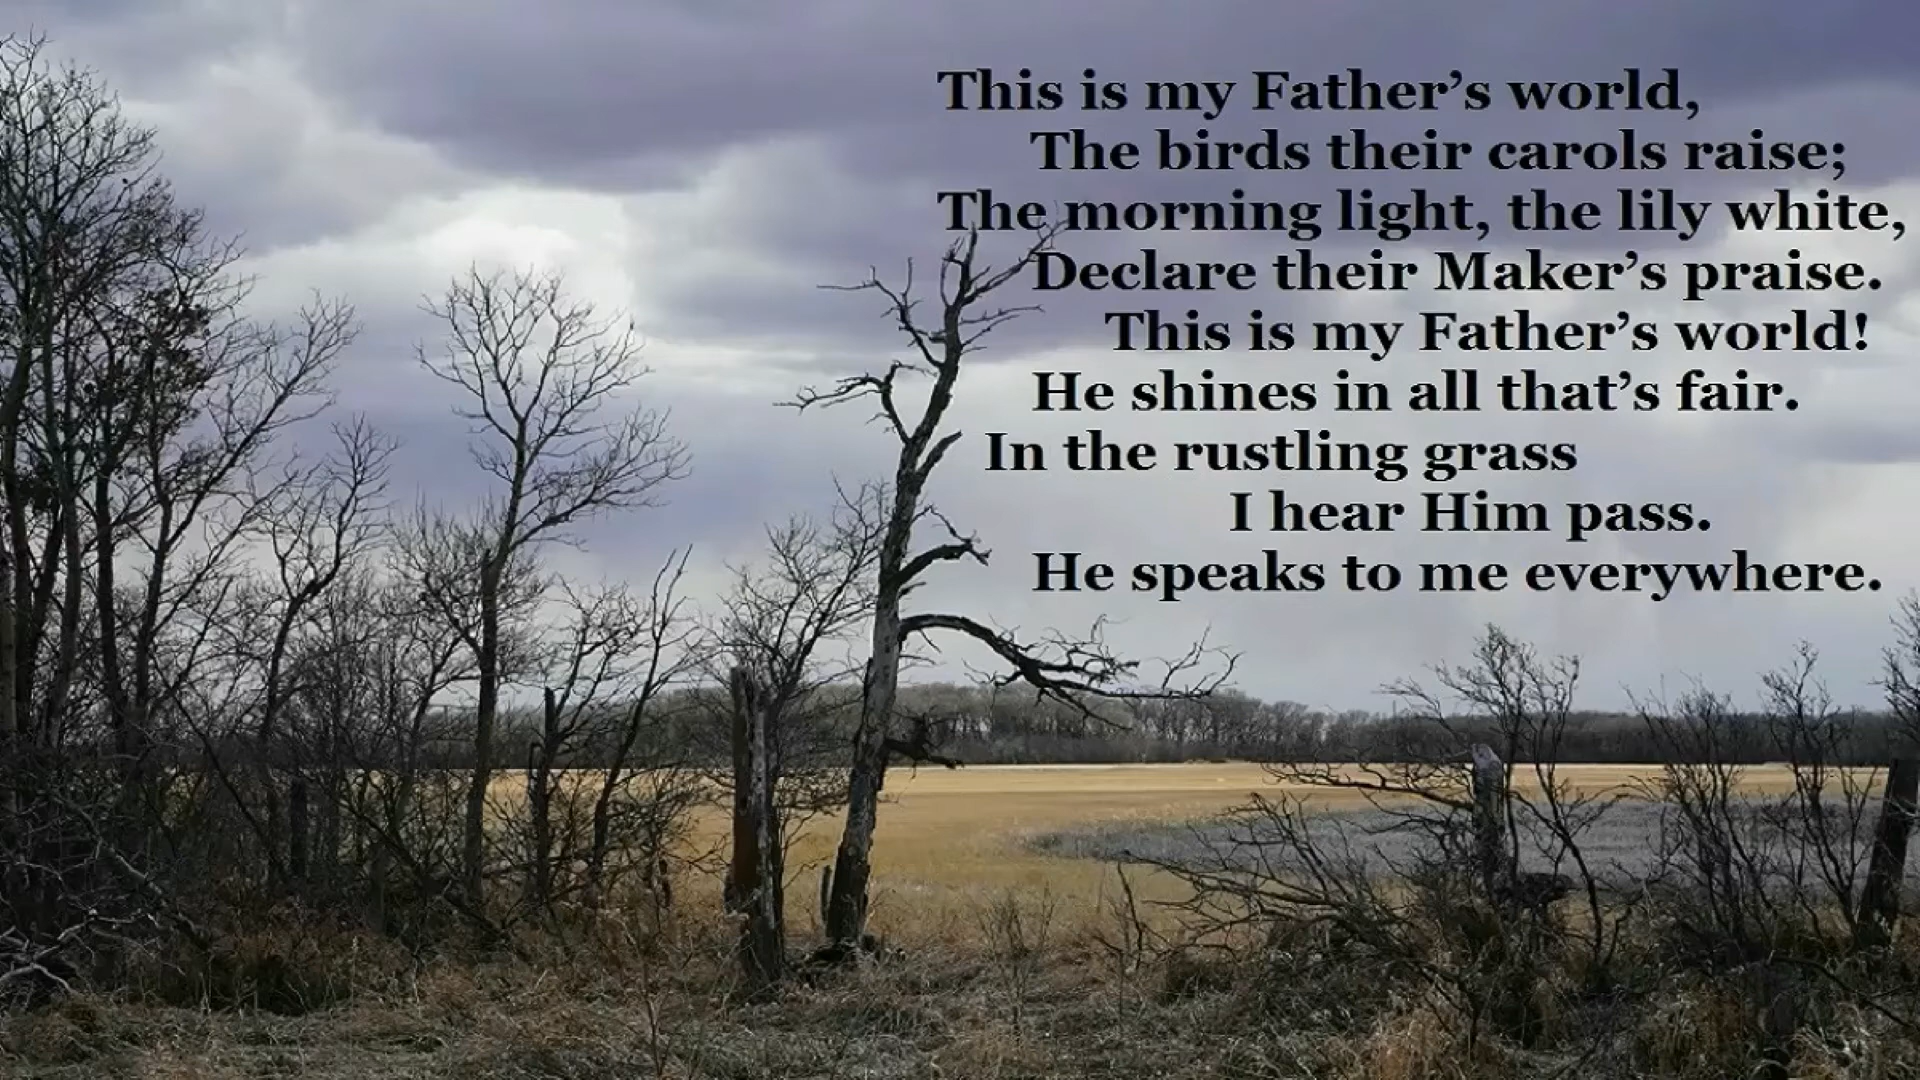 This is my Father’s world,
The birds their carols raise;
The morning light, the lily white,
Declare their Maker’s praise.
This is my Father’s world!
He shines in all that’s fair.
In the rustling grass
I hear Him pass.
He speaks to me everywhere.